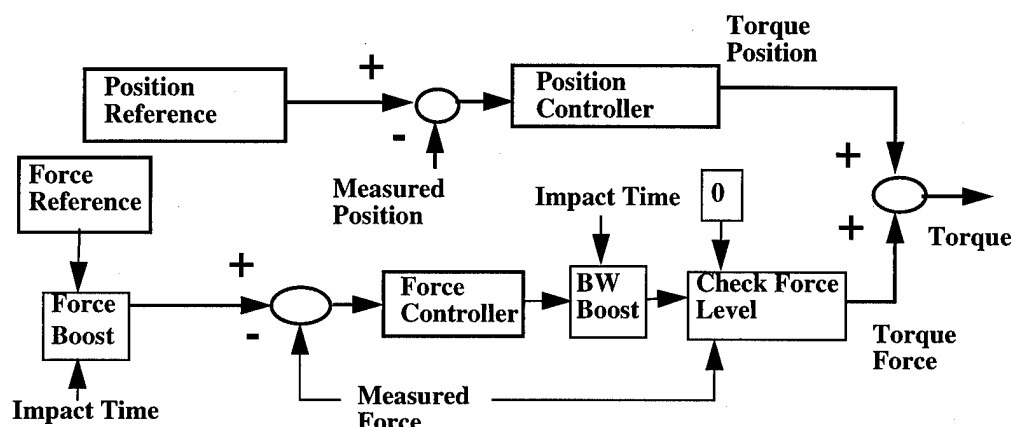 Torque
Position
+
Position
Reference
Position
Controller
-
Force
Reference
Measured
Position
Impact Time
0
+
+
Torque
+
Force
Boost
-
Force
Controller
BW
Boost
Check Force
Level
Torque
Force
Impact Time
Measured
Force